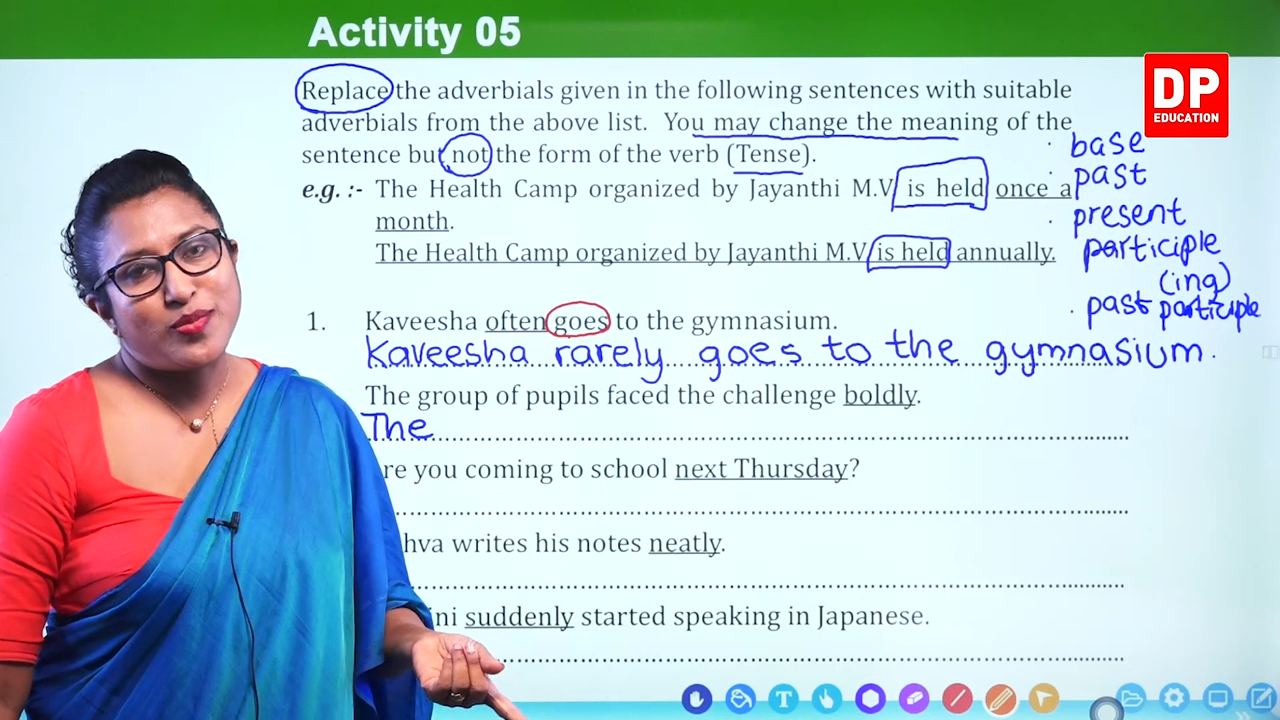 Activity 05
DP
EDUCATION
Replace the adverbials given in the following sentences with suitable
adverbials from the above list. You may change the meaning of the
sentence but not the form of the verb (Tense).
e.g. :- The Health Camp organized by Jayanthi M.V is held once a
month.
The Health Camp organized by Jayanthi M.V is held annually.
· base
· past
· present
participle
(ing)
· past participle
1. Kaveesha often goes to the gymnasium.
Kaveesha rarely goes to the gymnasium.
The group of pupils faced the challenge boldly.
The
re you coming to school next Thursday?
hva writes his notes neatly.
ni suddenly started speaking in Japanese.
T